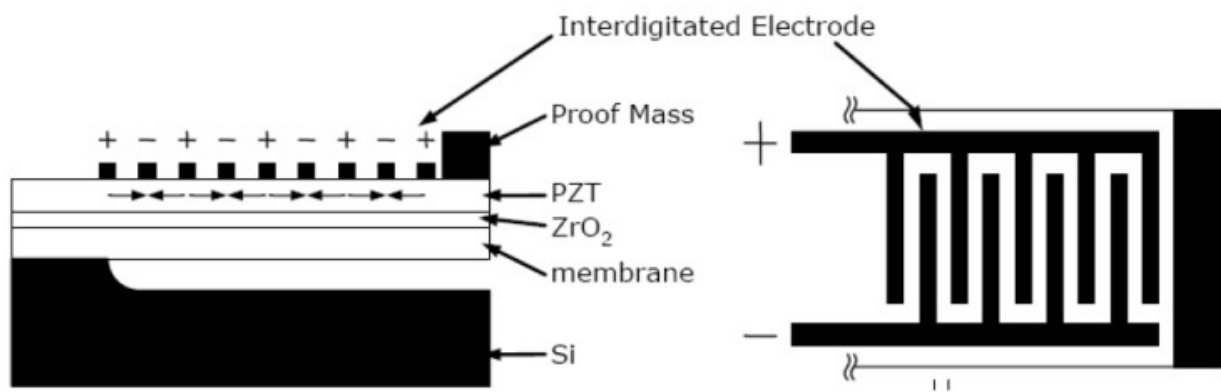 Interdigitated Electrode
Proof Mass
+ − + − + − + − +
PZT
ZrO₂
membrane
Si
+
−